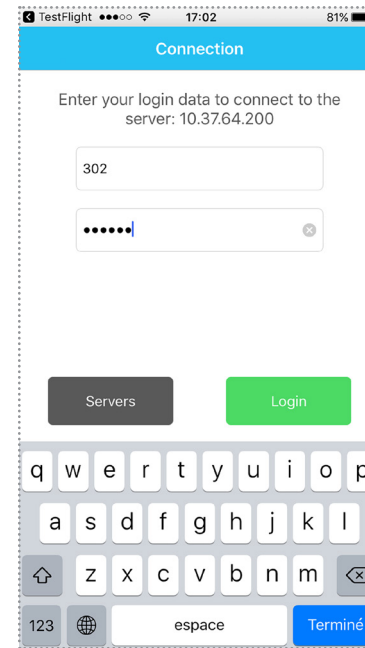 TestFlight 17:02 81%
Connection
Enter your login data to connect to the
server: 10.37.64.200
302
••••••
Servers Login
q w e r t y u i o p
a s d f g h j k l
z x c v b n m
123 espace Terminé